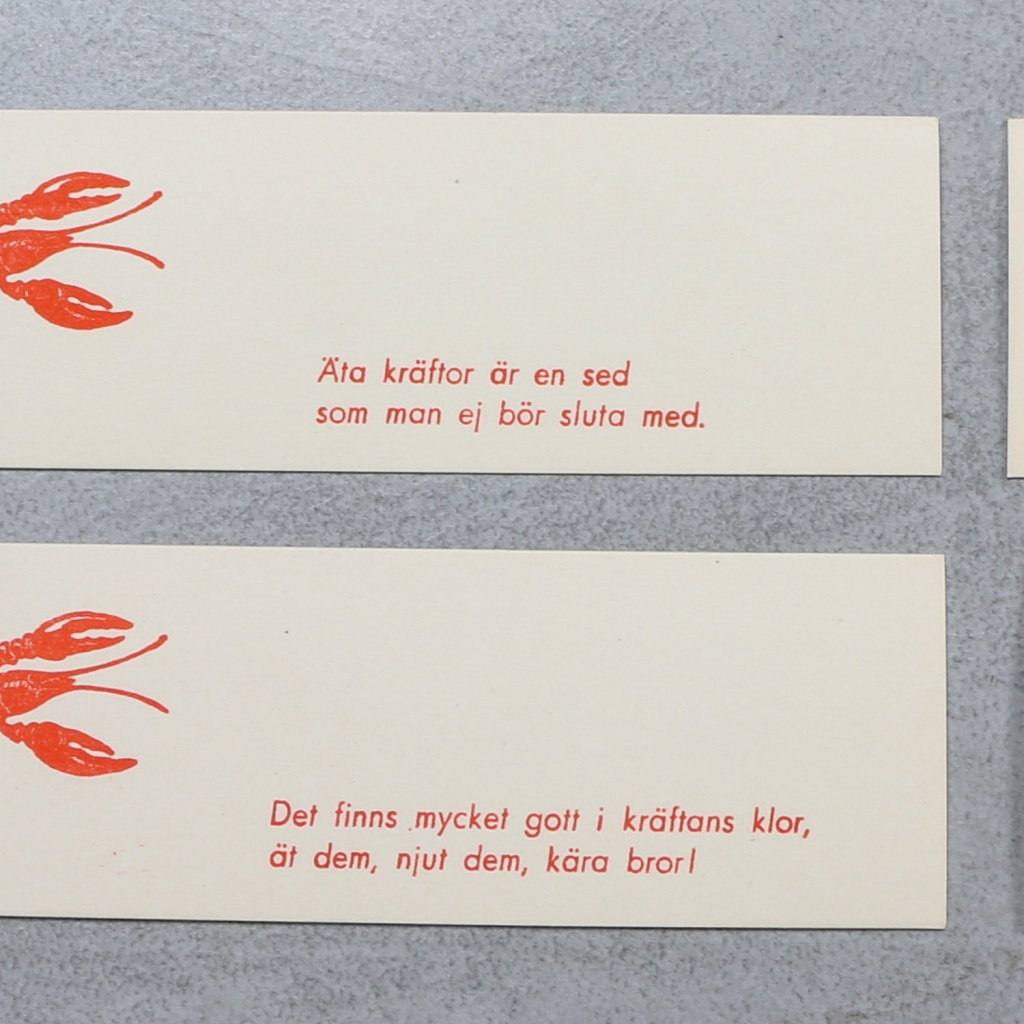 Äta kräftor är en sed
som man ej bör sluta med.
Det finns mycket gott i kräftans klor,
ät dem, njut dem, kära bror!